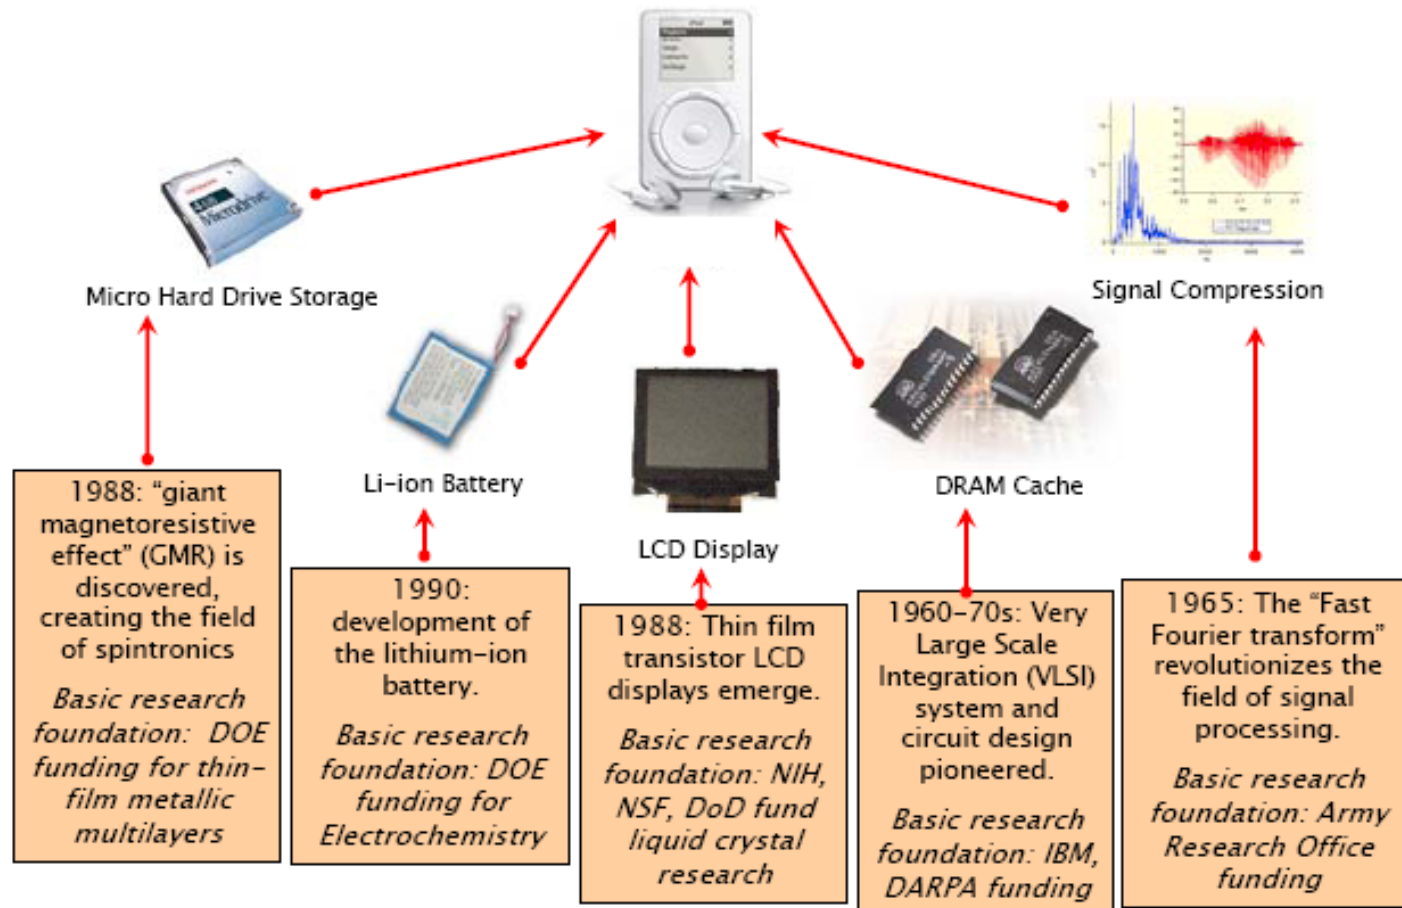 iPod
4GB
Microdrive
Micro Hard Drive Storage
Signal Compression
Li-ion Battery
DRAM Cache
LCD Display
1988: “giant
magnetoresistive
effect” (GMR) is
discovered,
creating the field
of spintronics
Basic research
foundation: DOE
funding for thin-
film metallic
multilayers
1990:
development of
the lithium-ion
battery.
Basic research
foundation: DOE
funding for
Electrochemistry
1988: Thin film
transistor LCD
displays emerge.
Basic research
foundation: NIH,
NSF, DoD fund
liquid crystal
research
1960-70s: Very
Large Scale
Integration (VLSI)
system and
circuit design
pioneered.
Basic research
foundation: IBM,
DARPA funding
1965: The “Fast
Fourier transform”
revolutionizes the
field of signal
processing.
Basic research
foundation: Army
Research Office
funding